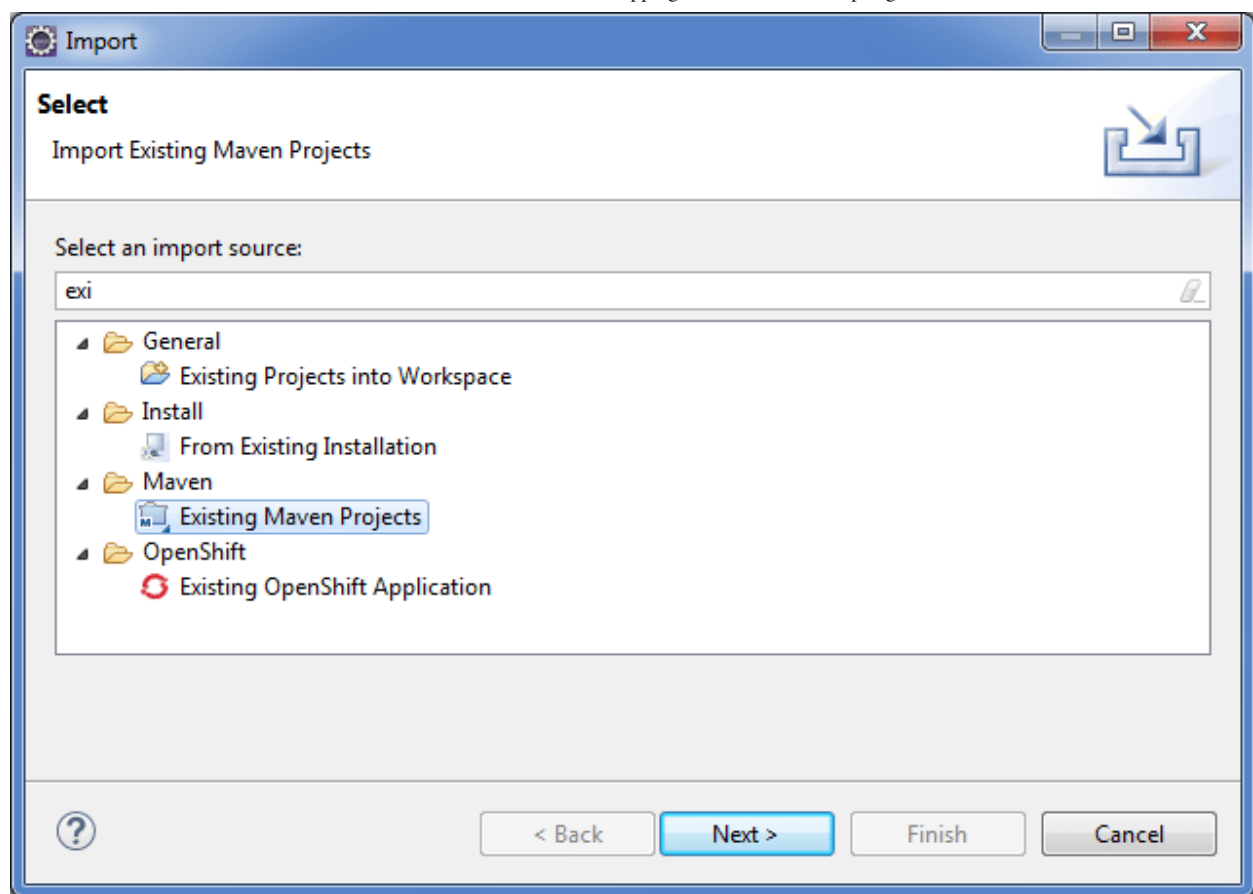 Import
Select
Import Existing Maven Projects
Select an import source:
exi
General
Existing Projects into Workspace
Install
From Existing Installation
Maven
M Existing Maven Projects
OpenShift
Existing OpenShift Application
? < Back Next > Finish Cancel